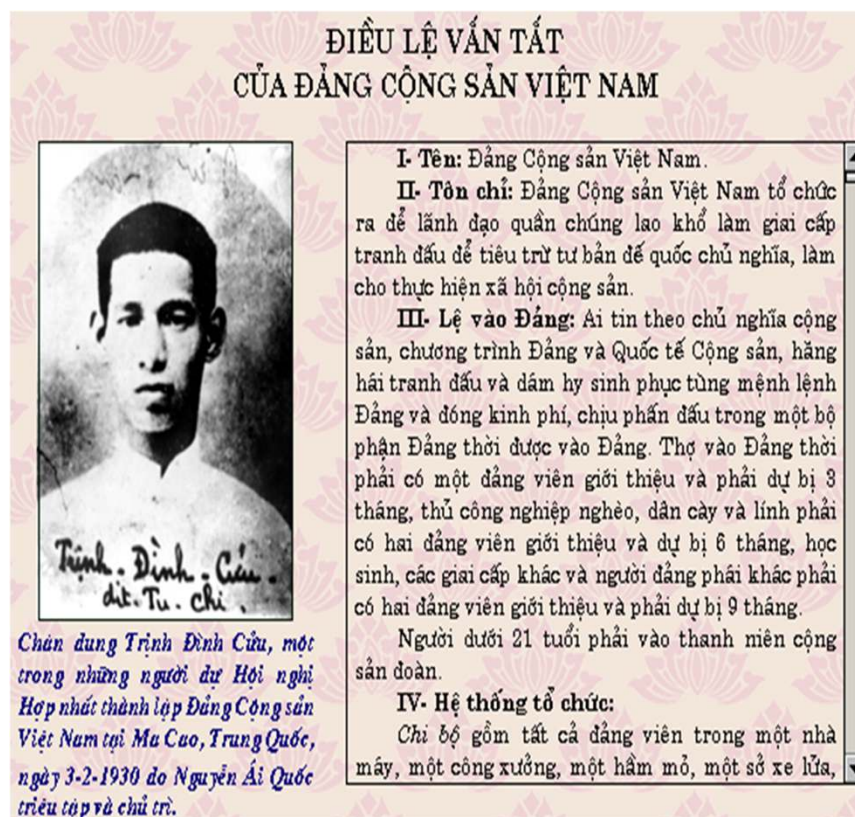 ĐIỀU LỆ VẮN TẮT
CỦA ĐẢNG CỘNG SẢN VIỆT NAM
Trịnh - Đình - Cửu -
dit - Tu - chi .
Chân dung Trịnh Đình Cửu, một
trong những người dự Hội nghị
Hợp nhất thành lập Đảng Cộng sản
Việt Nam tại Ma Cao, Trung Quốc,
ngày 3-2-1930 do Nguyễn Ái Quốc
triệu tập và chủ trì.
I- Tên: Đảng Cộng sản Việt Nam.
II- Tôn chỉ: Đảng Cộng sản Việt Nam tổ chức
ra để lãnh đạo quần chúng lao khổ làm giai cấp
tranh đấu để tiêu trừ tư bản đế quốc chủ nghĩa, làm
cho thực hiện xã hội cộng sản.
III- Lệ vào Đảng: Ai tin theo chủ nghĩa cộng
sản, chương trình Đảng và Quốc tế Cộng sản, hăng
hái tranh đấu và dám hy sinh phục tùng mệnh lệnh
Đảng và đóng kinh phí, chịu phấn đấu trong một bộ
phận Đảng thời được vào Đảng. Thợ vào Đảng thời
phải có một đảng viên giới thiệu và phải dự bị 3
tháng, thủ công nghiệp nghèo, dân cày và lính phải
có hai đảng viên giới thiệu và dự bị 6 tháng, học
sinh, các giai cấp khác và người đảng phái khác phải
có hai đảng viên giới thiệu và phải dự bị 9 tháng.
Người dưới 21 tuổi phải vào thanh niên cộng
sản đoàn.
IV- Hệ thống tổ chức:
Chi bộ gồm tất cả đảng viên trong một nhà
máy, một công xưởng, một hầm mỏ, một sở xe lửa,